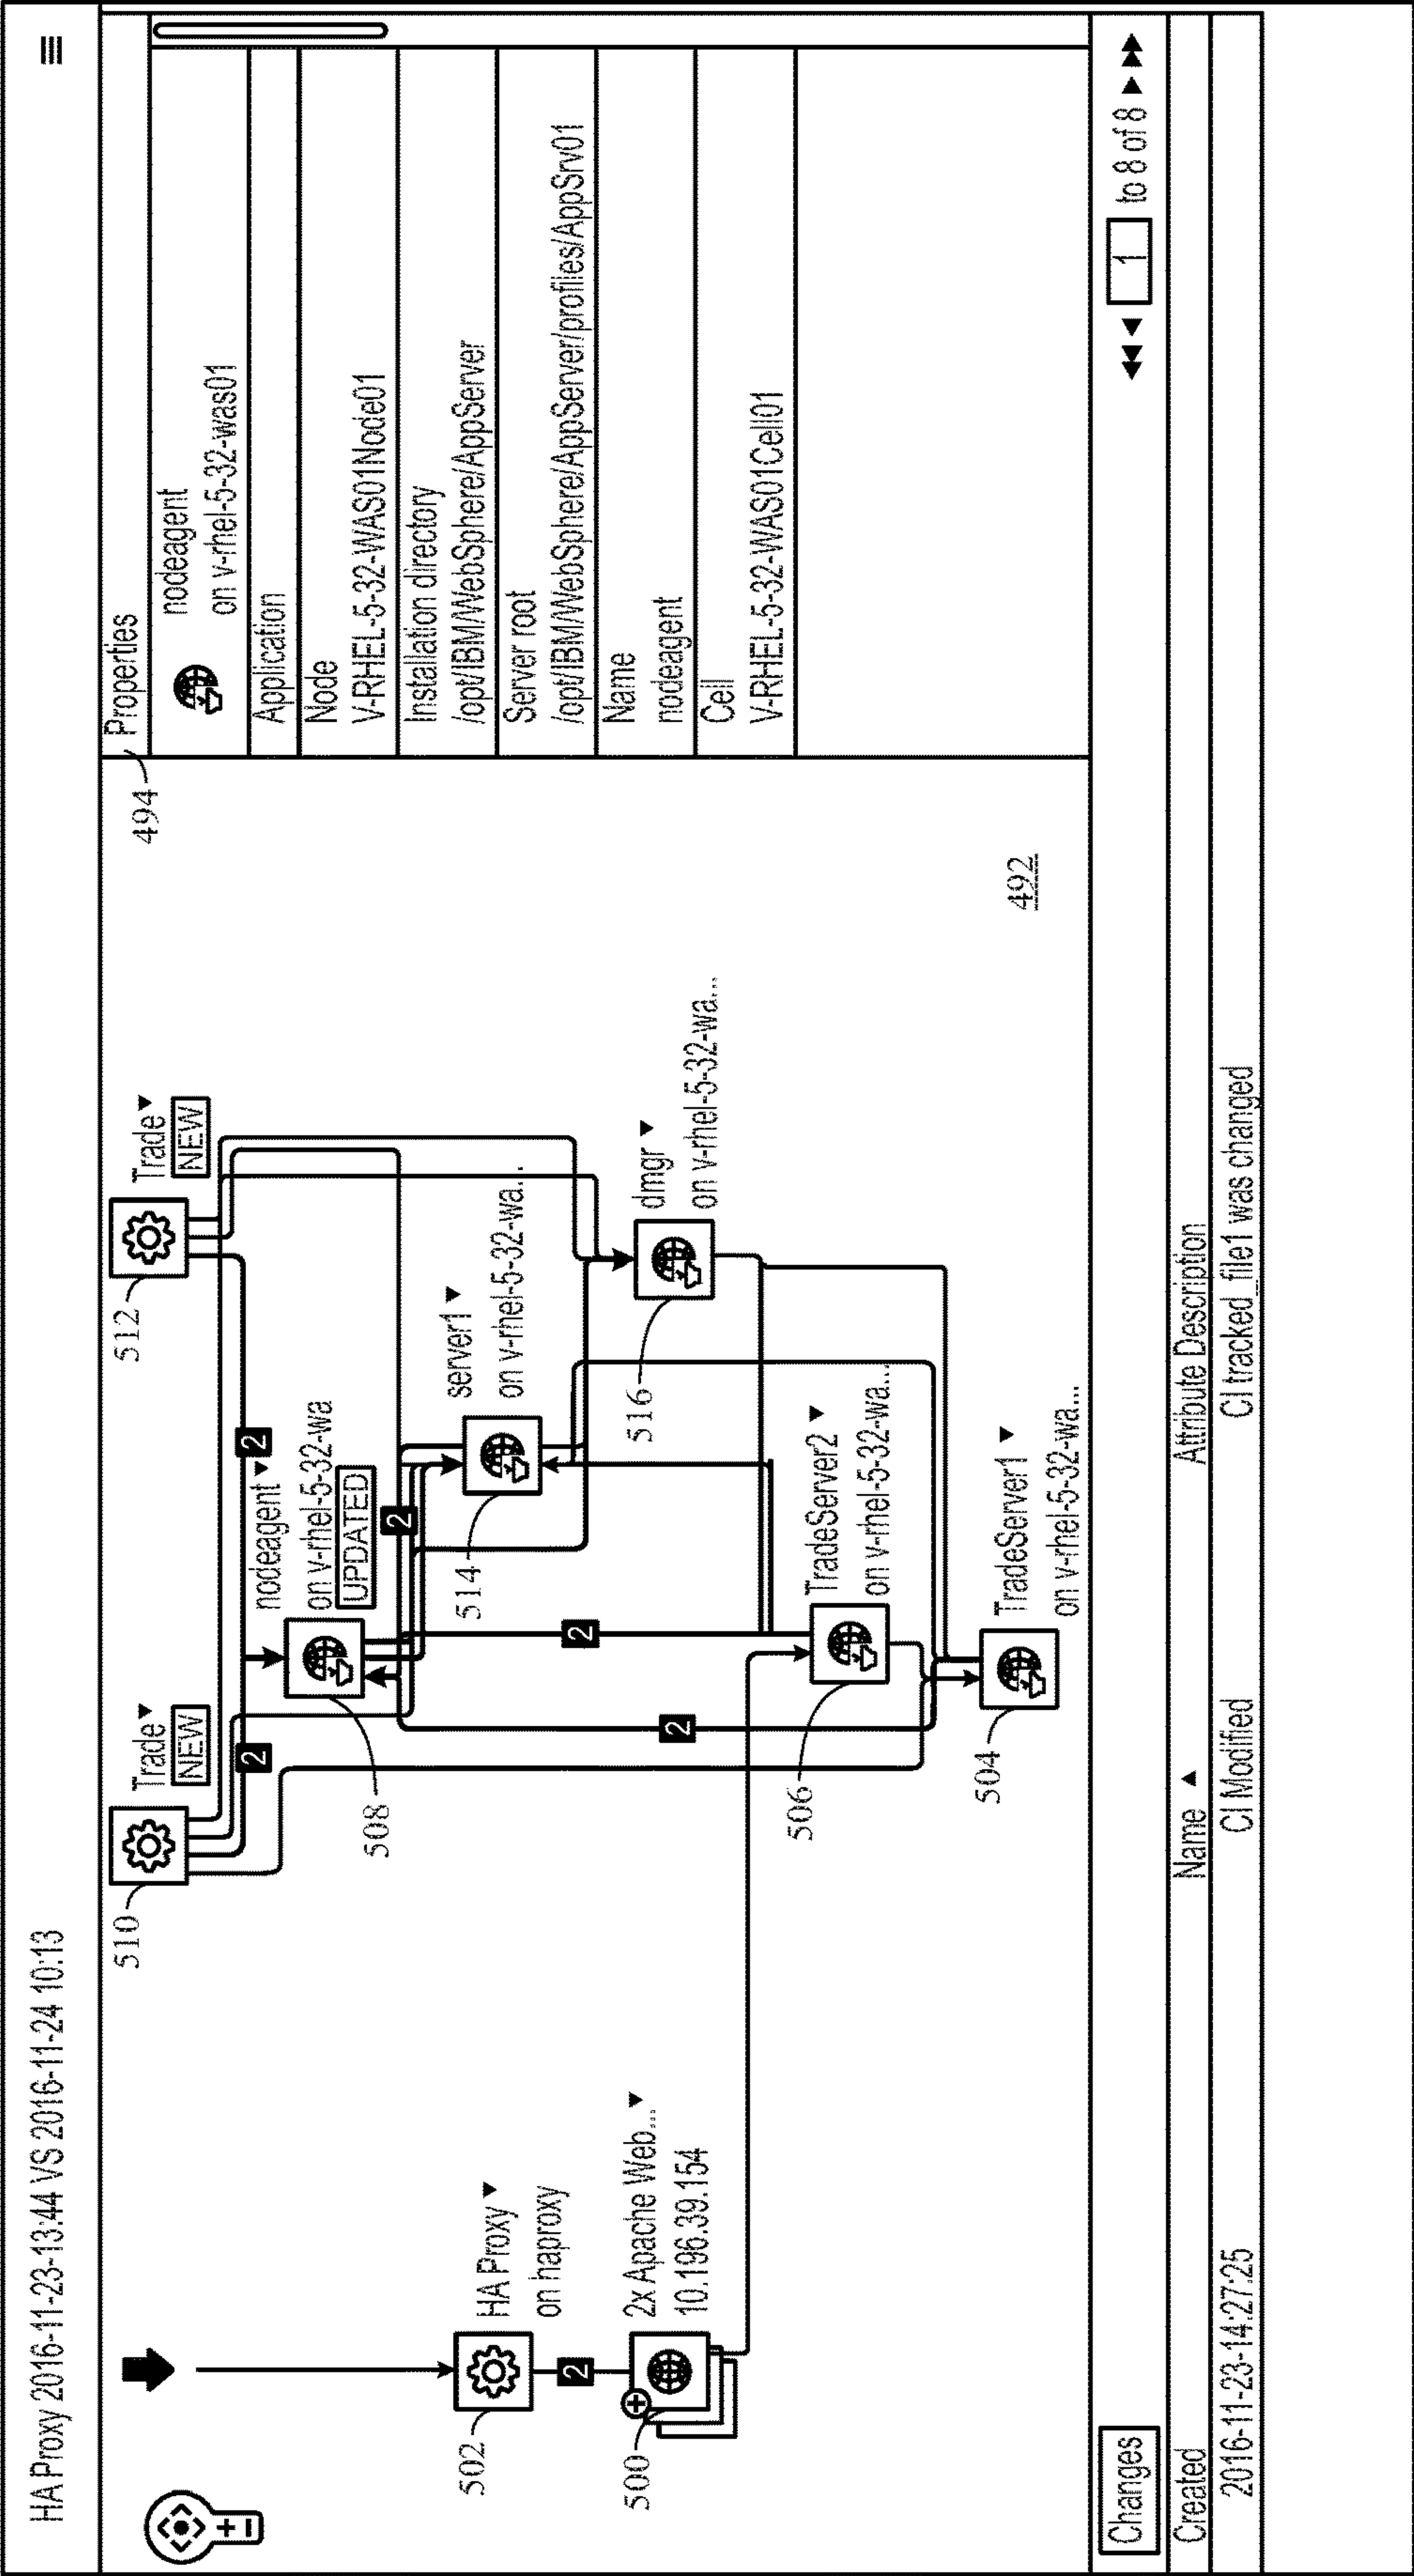 HA Proxy 2016-11-23-13:44 VS 2016-11-24 10:13
Properties
494
nodeagent
on v-rhel-5-32-was01
Application
Node
V-RHEL-5-32-WAS01Node01
Installation directory
/opt/IBM/WebSphere/AppServer
Server root
/opt/IBM/WebSphere/AppServer/profiles/AppSrv01
Name
nodeagent
Cell
V-RHEL-5-32-WAS01Cell01
510
Trade
NEW
512
Trade
NEW
2
2
nodeagent
on v-rhel-5-32-wa
UPDATED
508
2
server1
on v-rhel-5-32-wa...
514
HA Proxy
on haproxy
502
2
2
dmgr
on v-rhel-5-32-wa...
516
2x Apache Web...
10.196.39.154
500
2
TradeServer2
on v-rhel-5-32-wa...
506
TradeServer1
on v-rhel-5-32-wa...
504
492
Changes
1 to 8 of 8
Created Name Attribute Description
2016-11-23-14:27:25 CI Modified CI tracked_file1 was changed